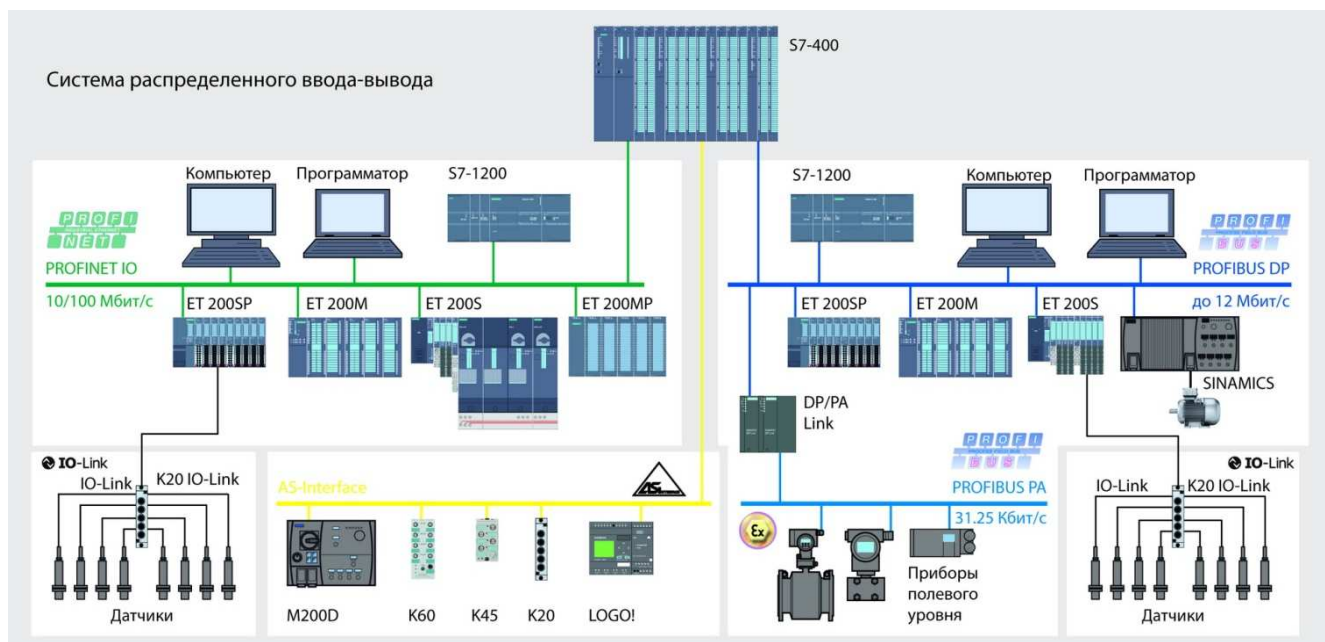 S7-400
Система распределенного ввода-вывода
Компьютер
Программатор
S7-1200
PROFI
INDUSTRIAL ETHERNET
NET
PROFINET IO
10/100 Мбит/с
ET 200SP
ET 200M
ET 200S
ET 200MP
S7-1200
Компьютер
Программатор
PROFI
BUS
PROFIBUS DP
до 12 Мбит/с
ET 200SP
ET 200M
ET 200S
SINAMICS
DP/PA
Link
IO-Link
IO-Link
K20 IO-Link
Датчики
AS-Interface
M200D
K60
K45
K20
LOGO!
PROFI
BUS
PROFIBUS PA
31.25 Кбит/с
Ex
Приборы
полевого
уровня
IO-Link
IO-Link
K20 IO-Link
Датчики